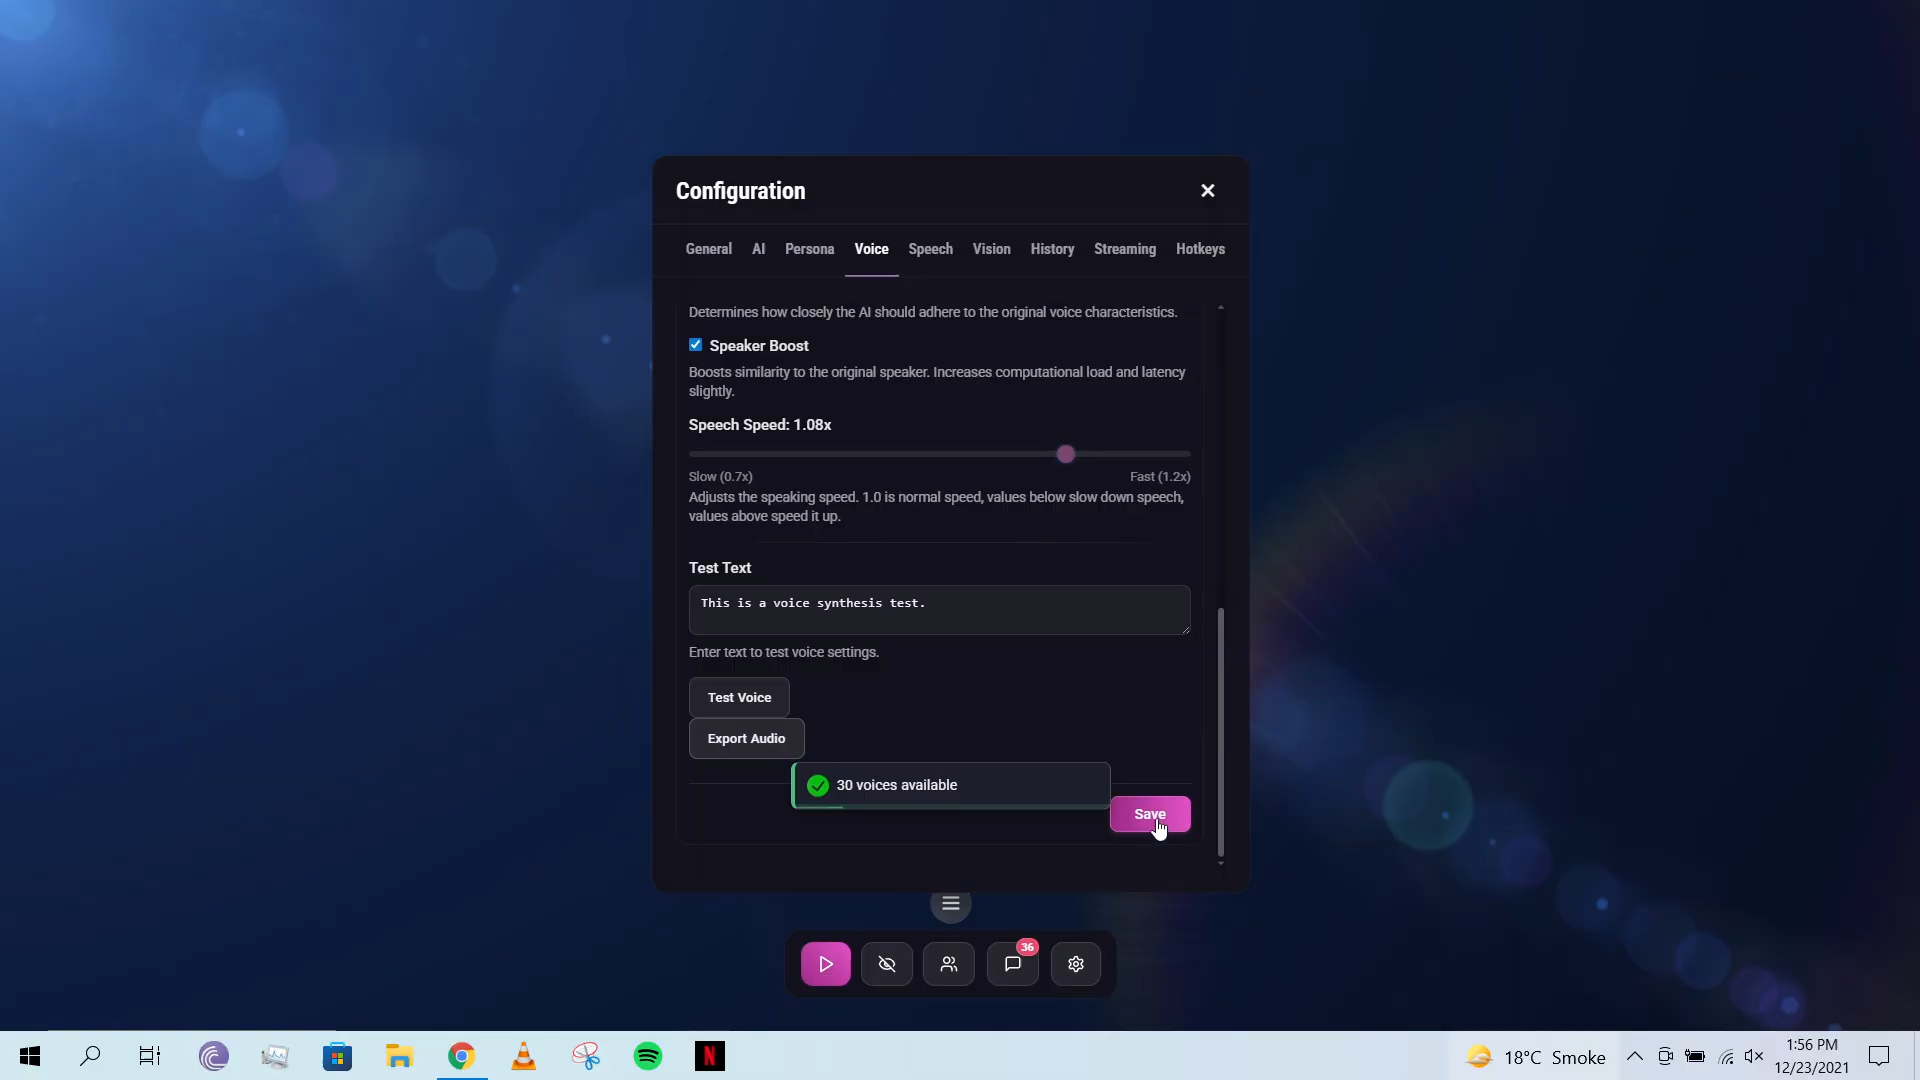 Configuration
General AI Persona Voice Speech Vision History Streaming Hotkeys
Determines how closely the AI should adhere to the original voice characteristics.
Speaker Boost
Boosts similarity to the original speaker. Increases computational load and latency
slightly.
Speech Speed: 1.08x
Slow (0.7x) Fast (1.2x)
Adjusts the speaking speed. 1.0 is normal speed, values below slow down speech,
values above speed it up.
Test Text
This is a voice synthesis test.
Enter text to test voice settings.
Test Voice
Export Audio
30 voices available
Save
36
18°C Smoke
1:56 PM
12/23/2021